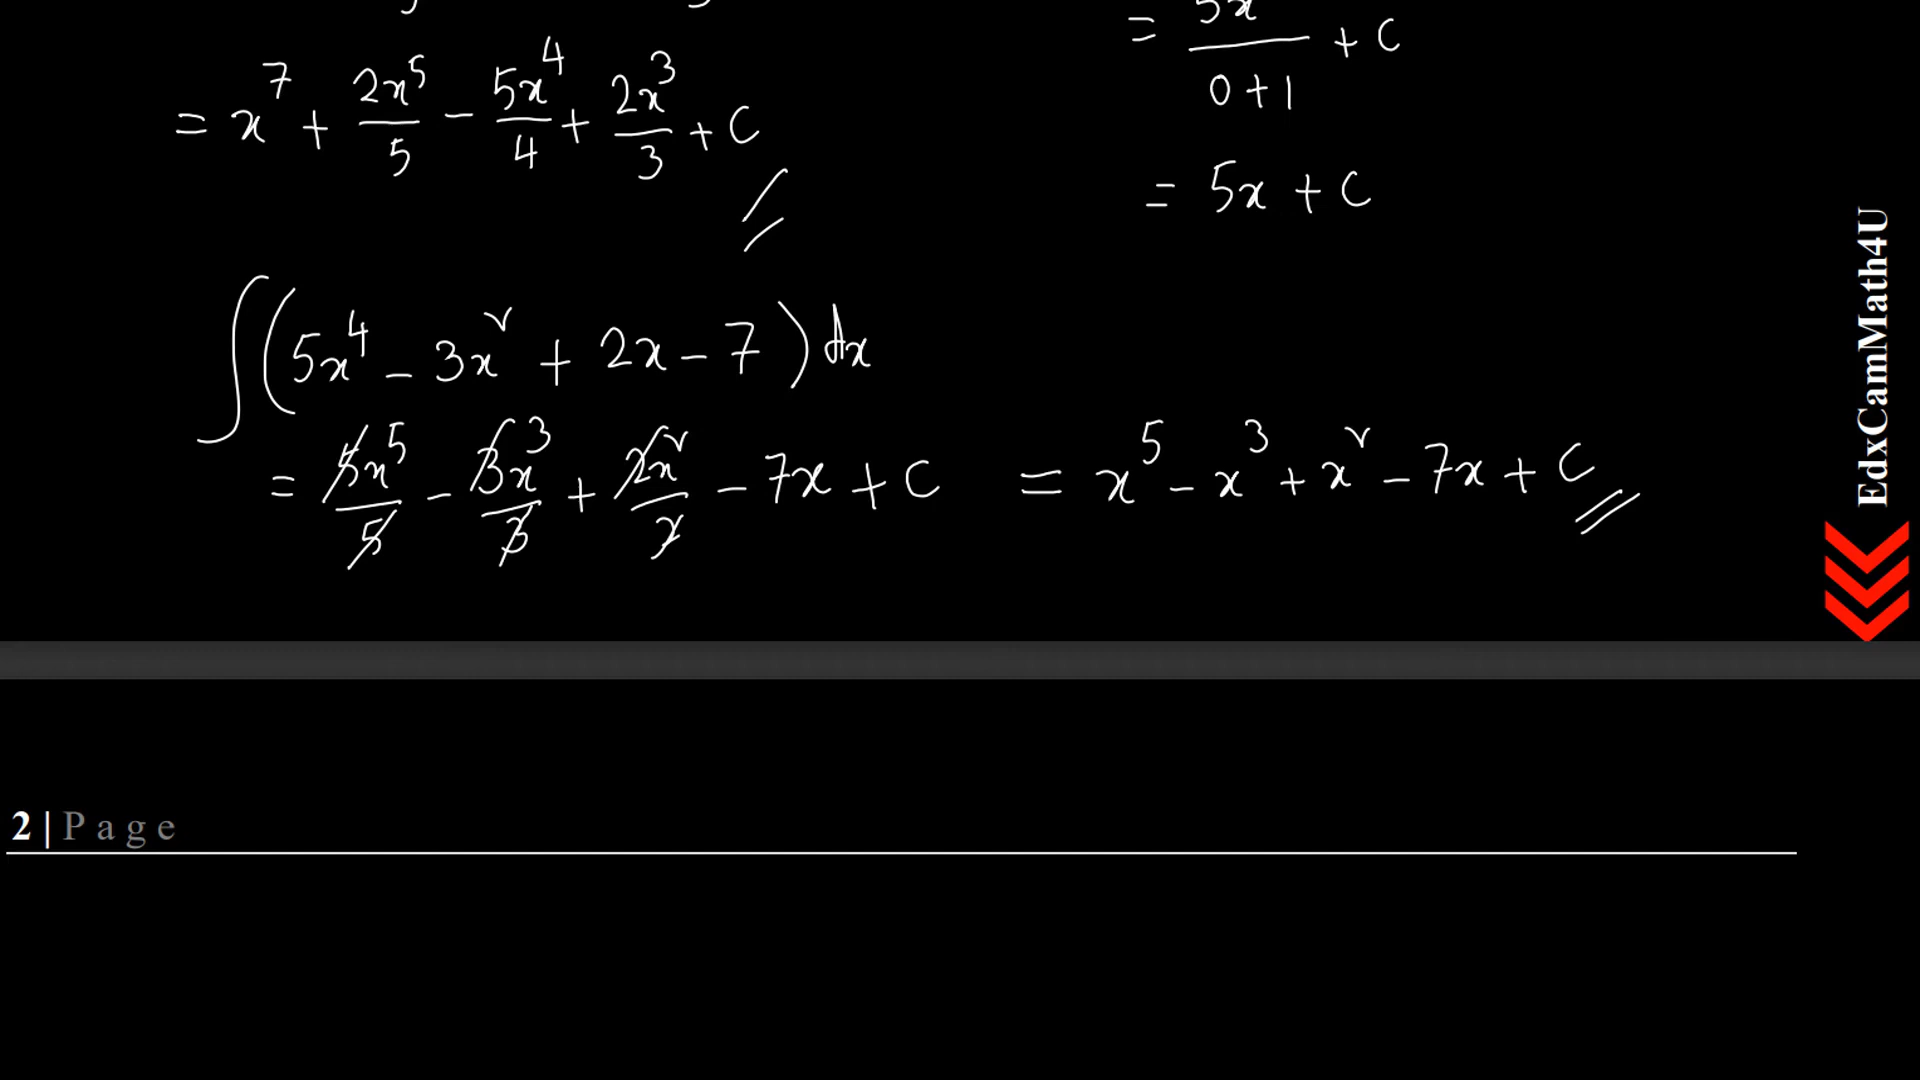 = x⁷ + 2x⁵/5 − 5x⁴/4 + 2x³/3 + c
= 5x/(0+1) + c
= 5x + c
∫(5x⁴ − 3x² + 2x − 7)dx
= 5x⁵/5 − 3x³/3 + 2x²/2 − 7x + c = x⁵ − x³ + x² − 7x + c
EdxCamMath4U
2 | Page